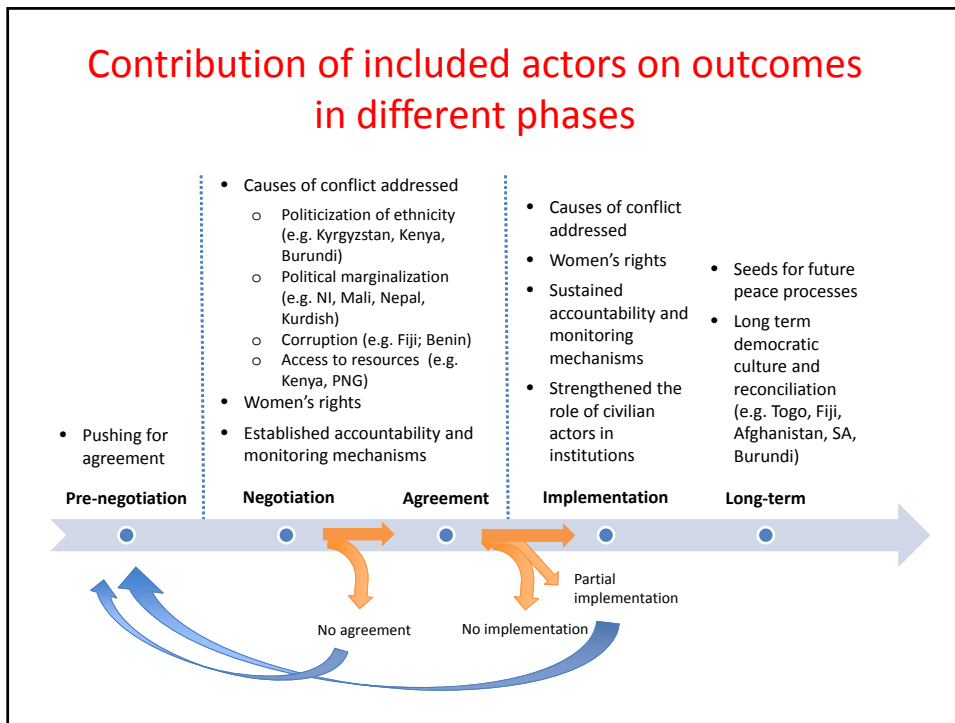 Contribution of included actors on outcomes
in different phases
• Pushing for
agreement
• Causes of conflict addressed
o Politicization of ethnicity
(e.g. Kyrgyzstan, Kenya,
Burundi)
o Political marginalization
(e.g. NI, Mali, Nepal,
Kurdish)
o Corruption (e.g. Fiji; Benin)
o Access to resources (e.g.
Kenya, PNG)
• Women's rights
• Established accountability and
monitoring mechanisms
• Causes of conflict
addressed
• Women's rights
• Sustained
accountability and
monitoring
mechanisms
• Strengthened the
role of civilian
actors in
institutions
• Seeds for future
peace processes
• Long term
democratic
culture and
reconciliation
(e.g. Togo, Fiji,
Afghanistan, SA,
Burundi)
Pre-negotiation
Negotiation
Agreement
Implementation
Long-term
Partial
implementation
No agreement
No implementation